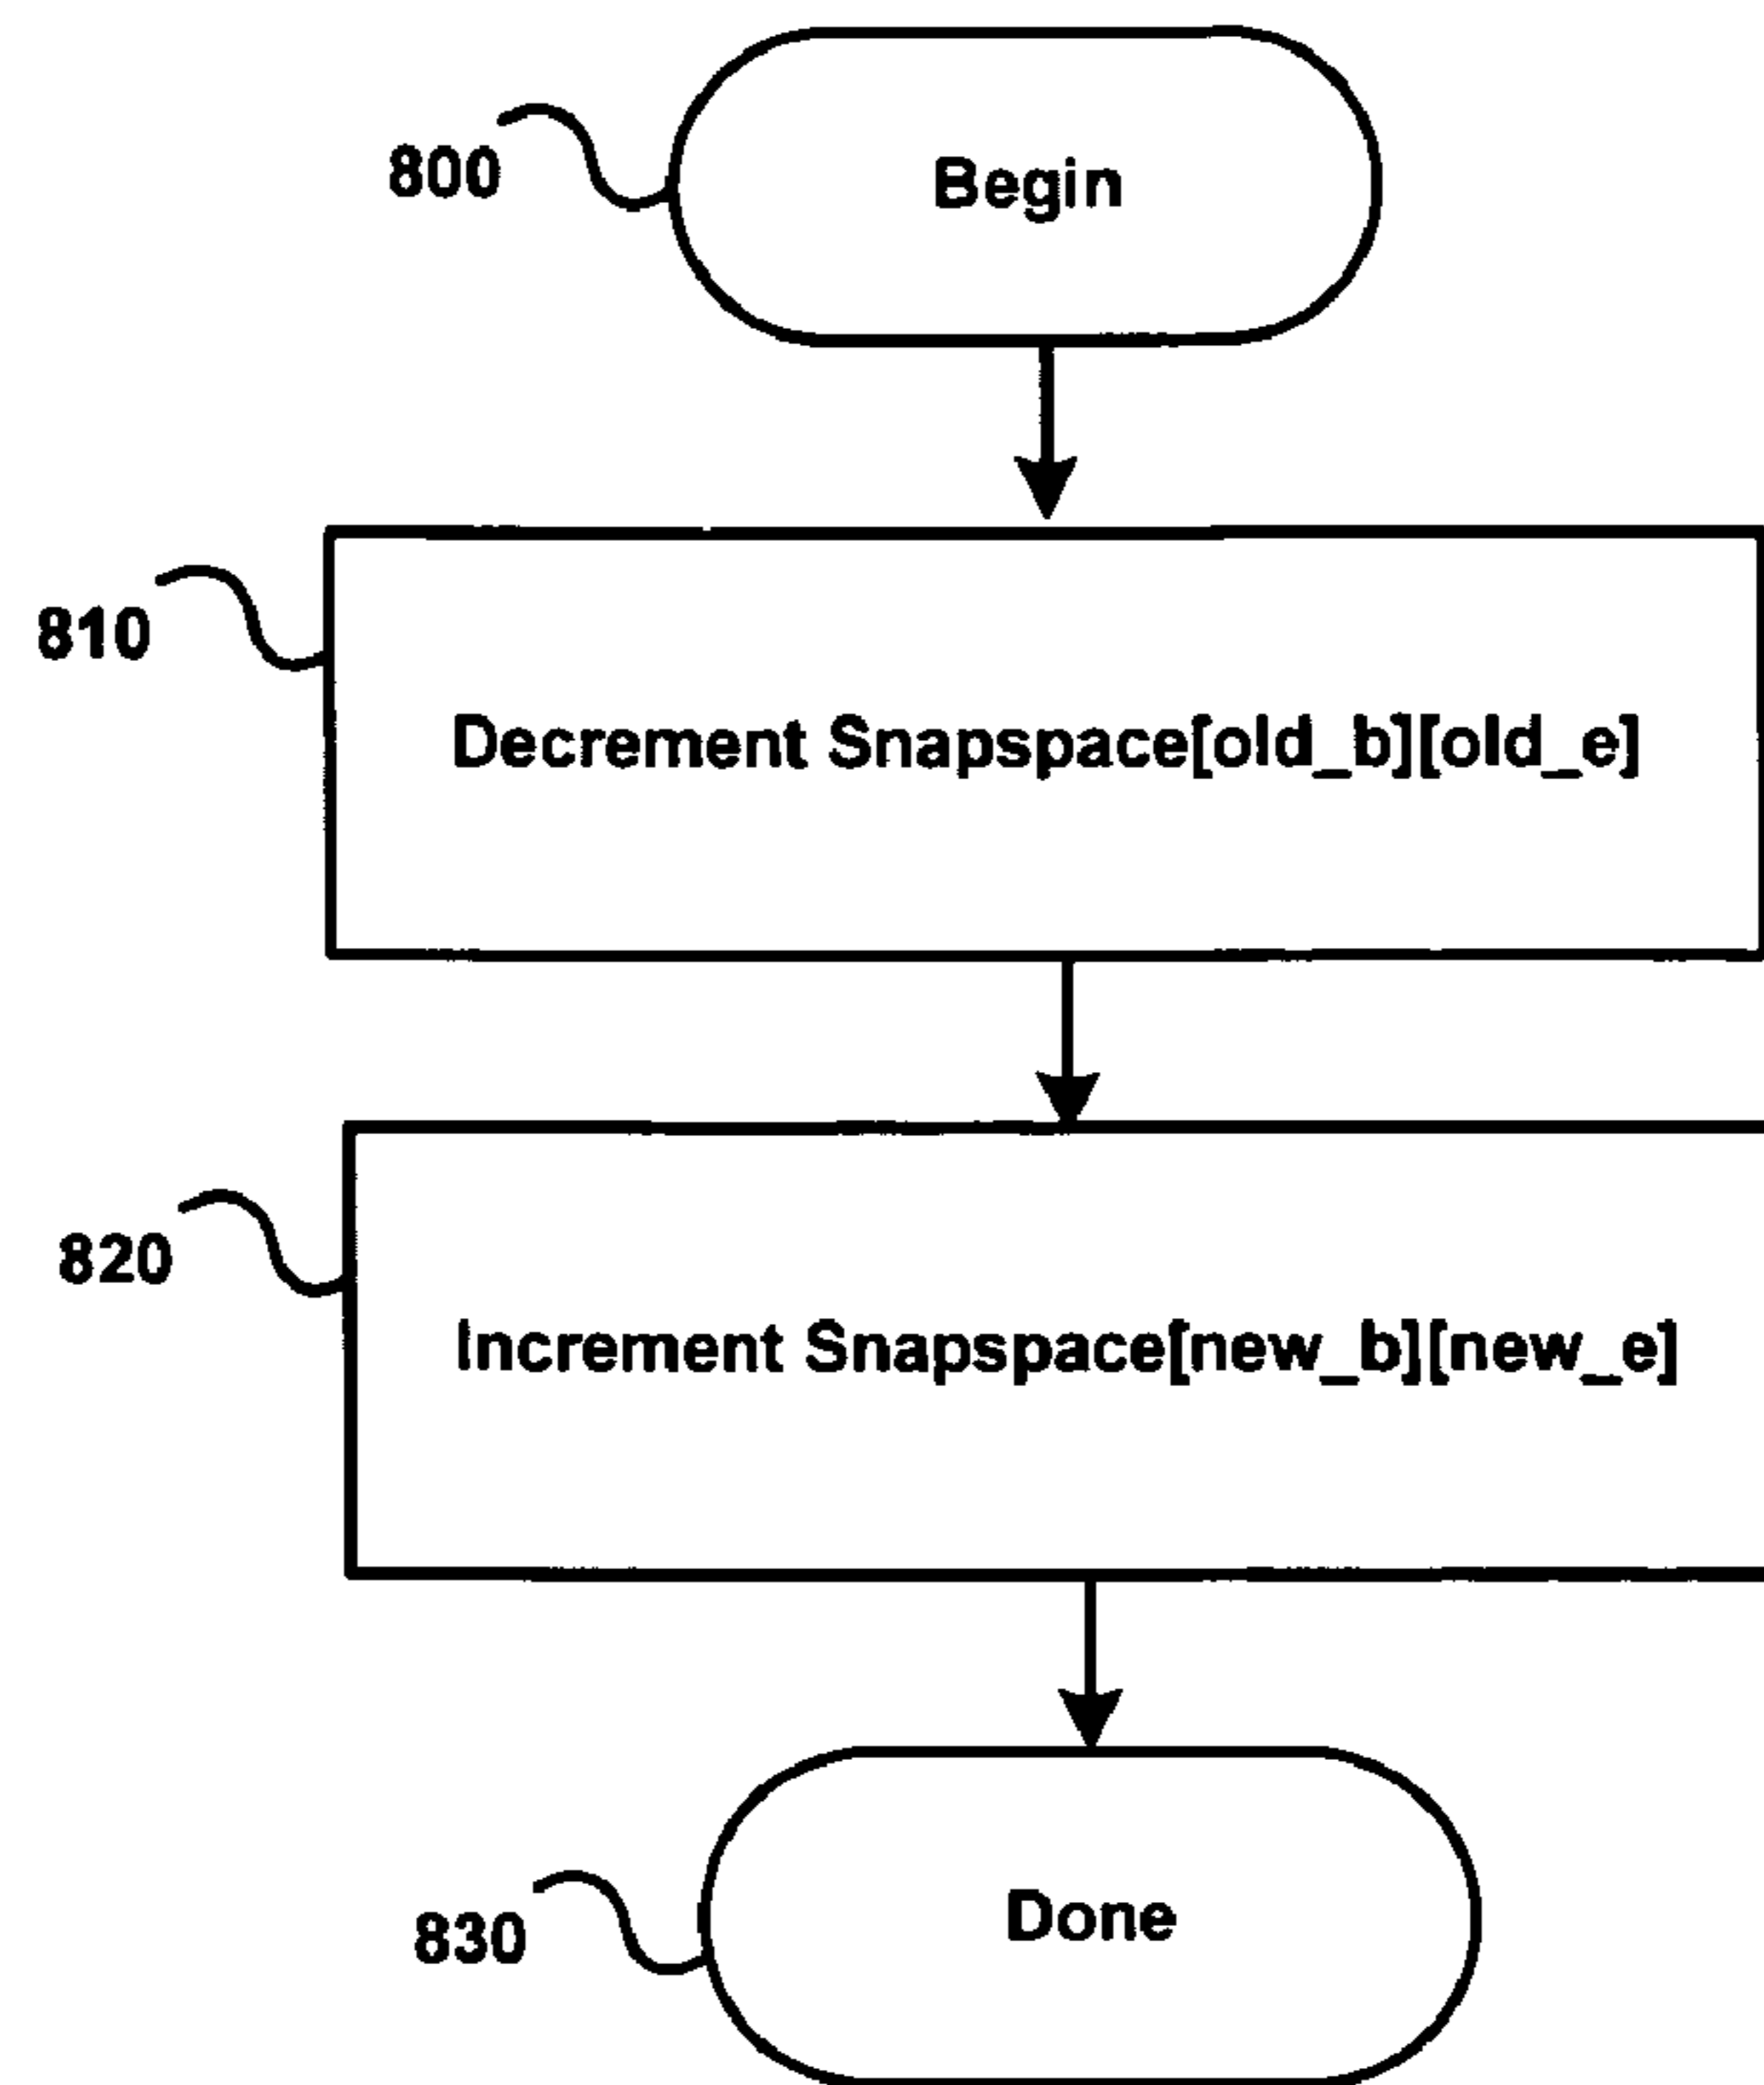 800
Begin
810
Decrement Snapspace[old_b][old_e]
820
Increment Snapspace[new_b][new_e]
830
Done